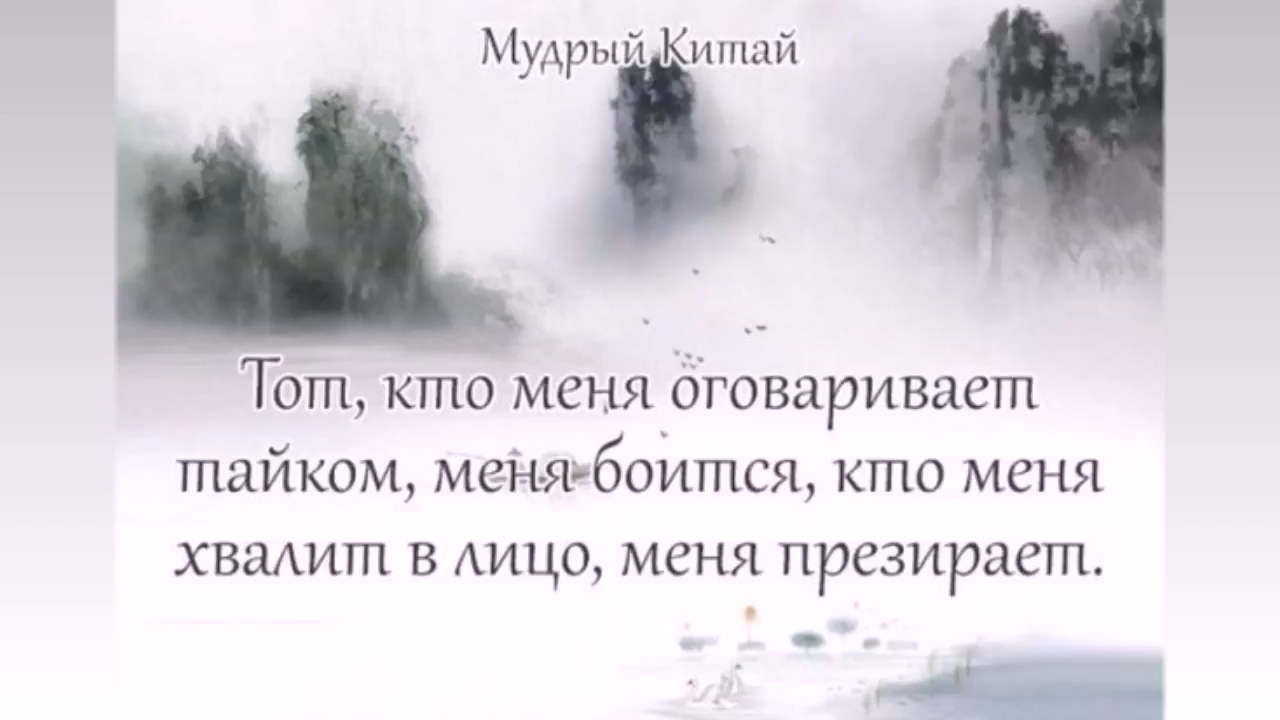 Мудрый Китай
Тот, кто меня оговаривает
тайком, меня боится, кто меня
хвалит в лицо, меня презирает.